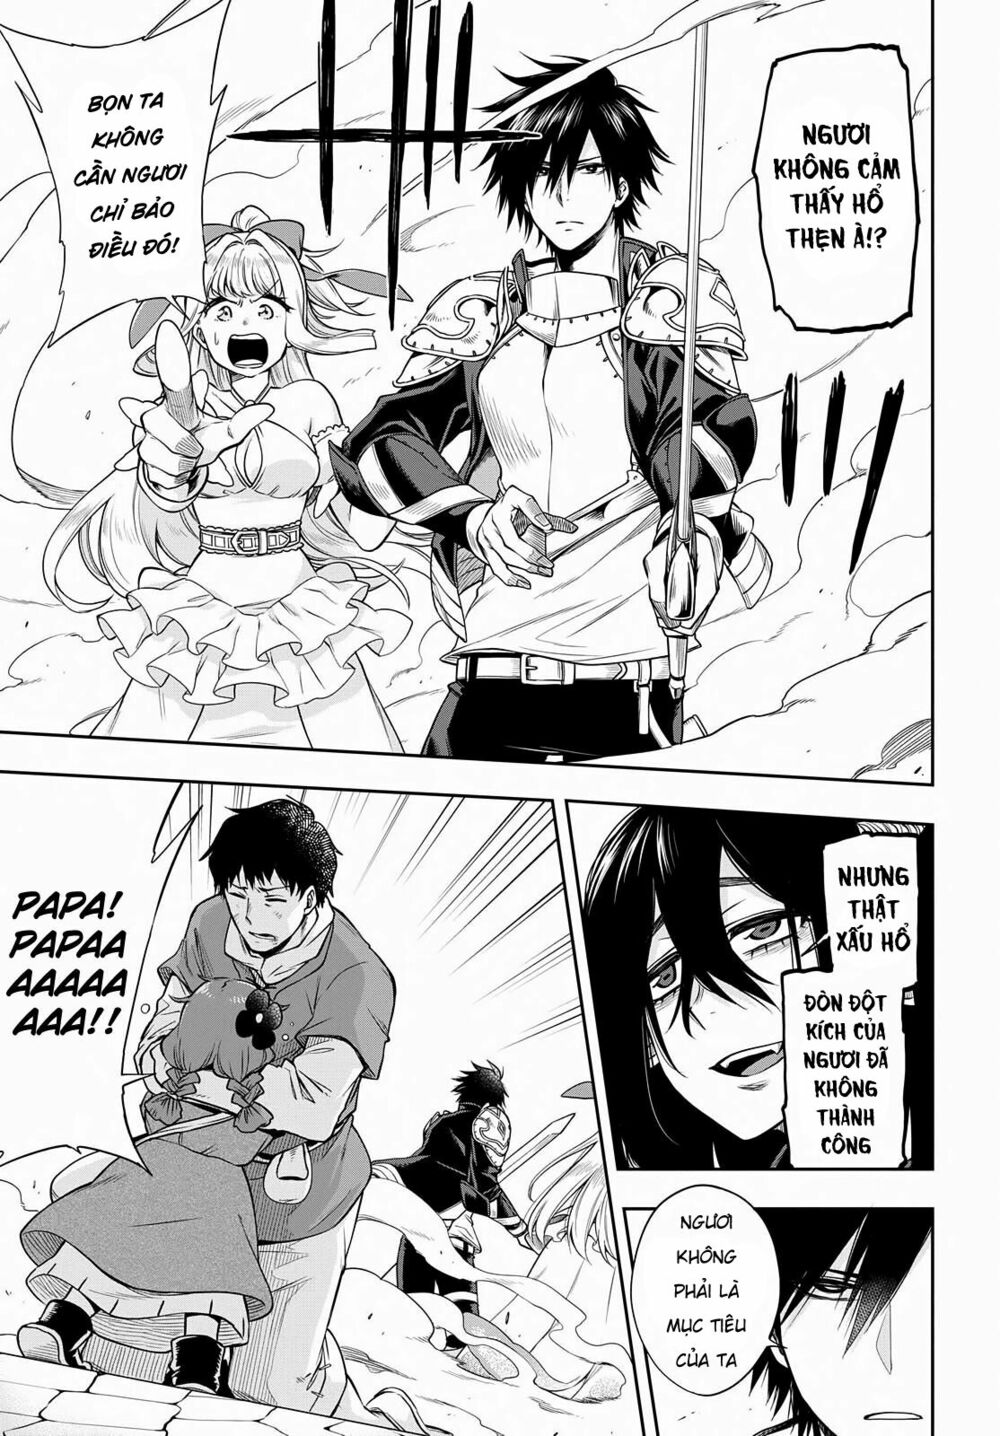 NGƯƠI
KHÔNG CẢM
THẤY HỔ
THẸN À!?
BỌN TA
KHÔNG
CẦN NGƯƠI
CHỈ BẢO
ĐIỀU ĐÓ!
NHƯNG
THẬT
XẤU HỔ
ĐÒN ĐỘT
KÍCH CỦA
NGƯƠI ĐÃ
KHÔNG
THÀNH
CÔNG
PAPA!
PAPAA
AAAAA
AAA!!
NGƯƠI
KHÔNG
PHẢI LÀ
MỤC TIÊU
CỦA TA